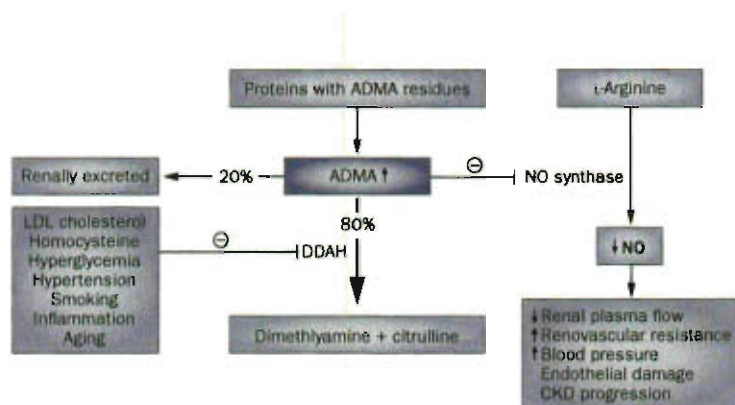 Proteins with ADMA residues
L-Arginine
Renally excreted
20%
ADMA ↑
⊖
NO synthase
LDL cholesterol
Homocysteine
Hyperglycemia
Hypertension
Smoking
Inflammation
Aging
⊖
80%
DDAH
↓ NO
Dimethlyamine + citrulline
↓ Renal plasma flow
↑ Renovascular resistance
↑ Blood pressure
Endothelial damage
CKD progression